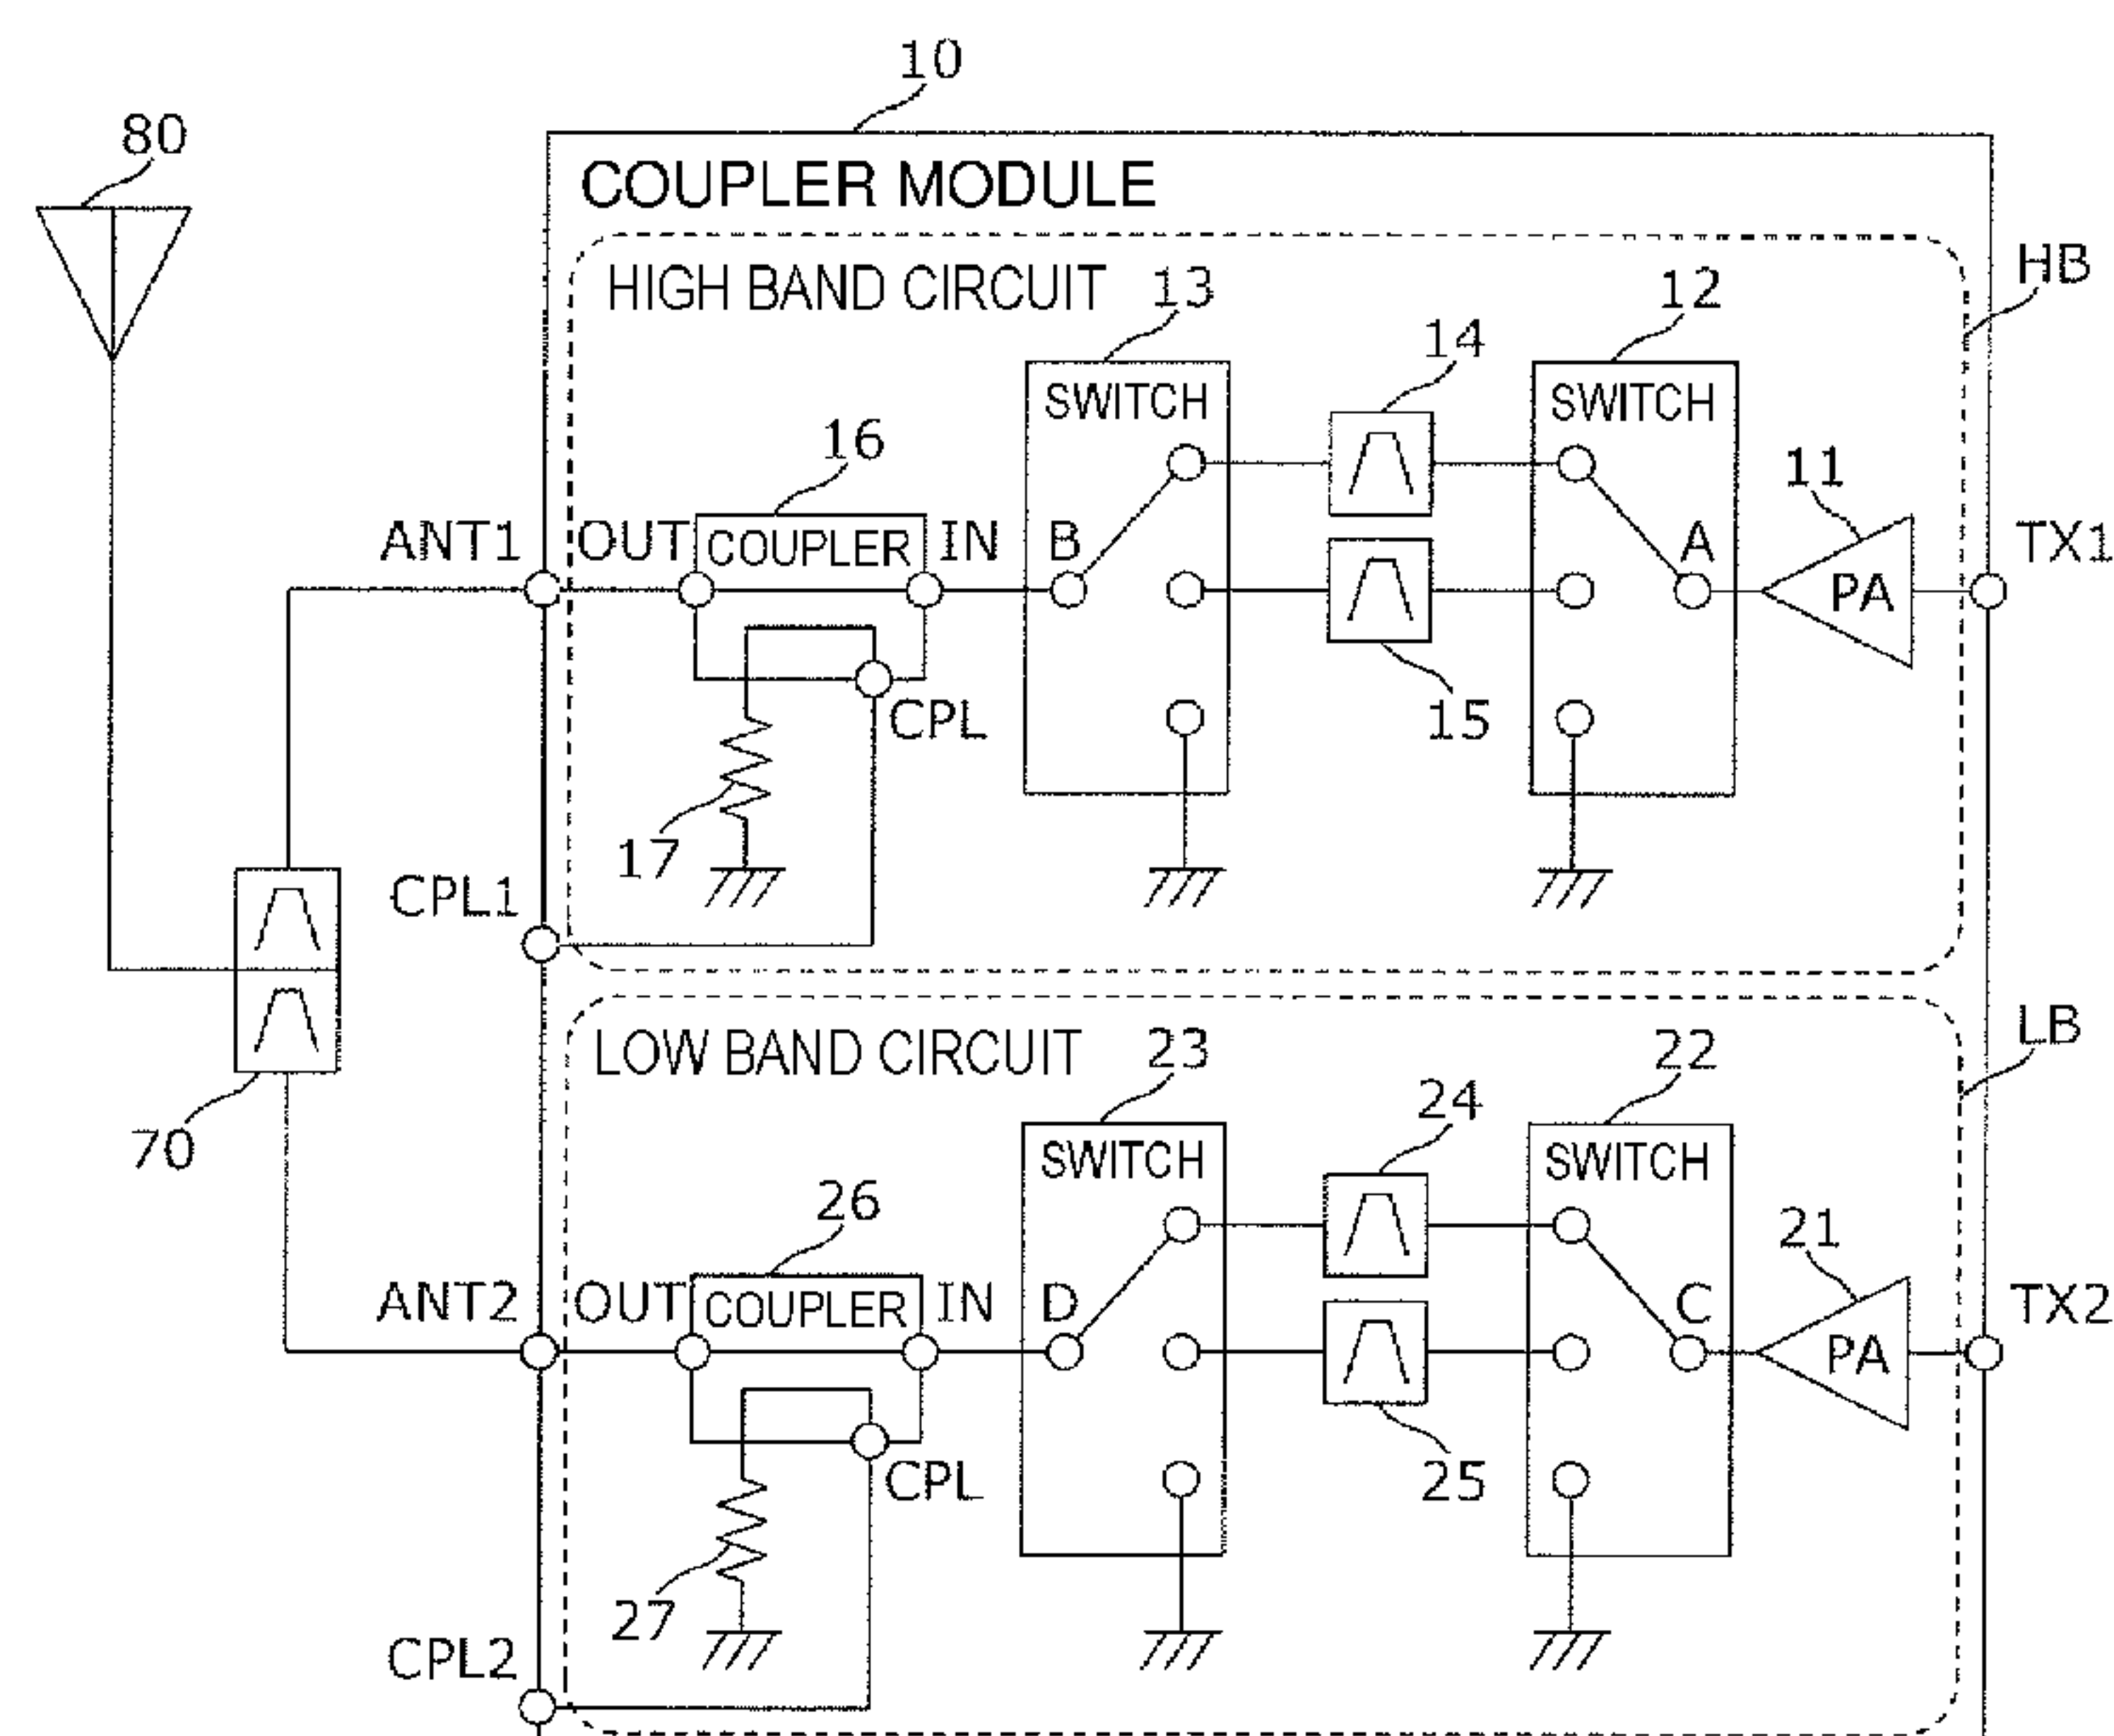 10
80
COUPLER MODULE
HB
HIGH BAND CIRCUIT
13
12
14
SWITCH
SWITCH
16
11
ANT1
OUT
COUPLER
IN
B
A
TX1
PA
CPL
15
17
CPL1
LB
LOW BAND CIRCUIT
23
22
24
70
SWITCH
SWITCH
26
21
ANT2
OUT
COUPLER
IN
D
C
TX2
PA
CPL
25
27
CPL2